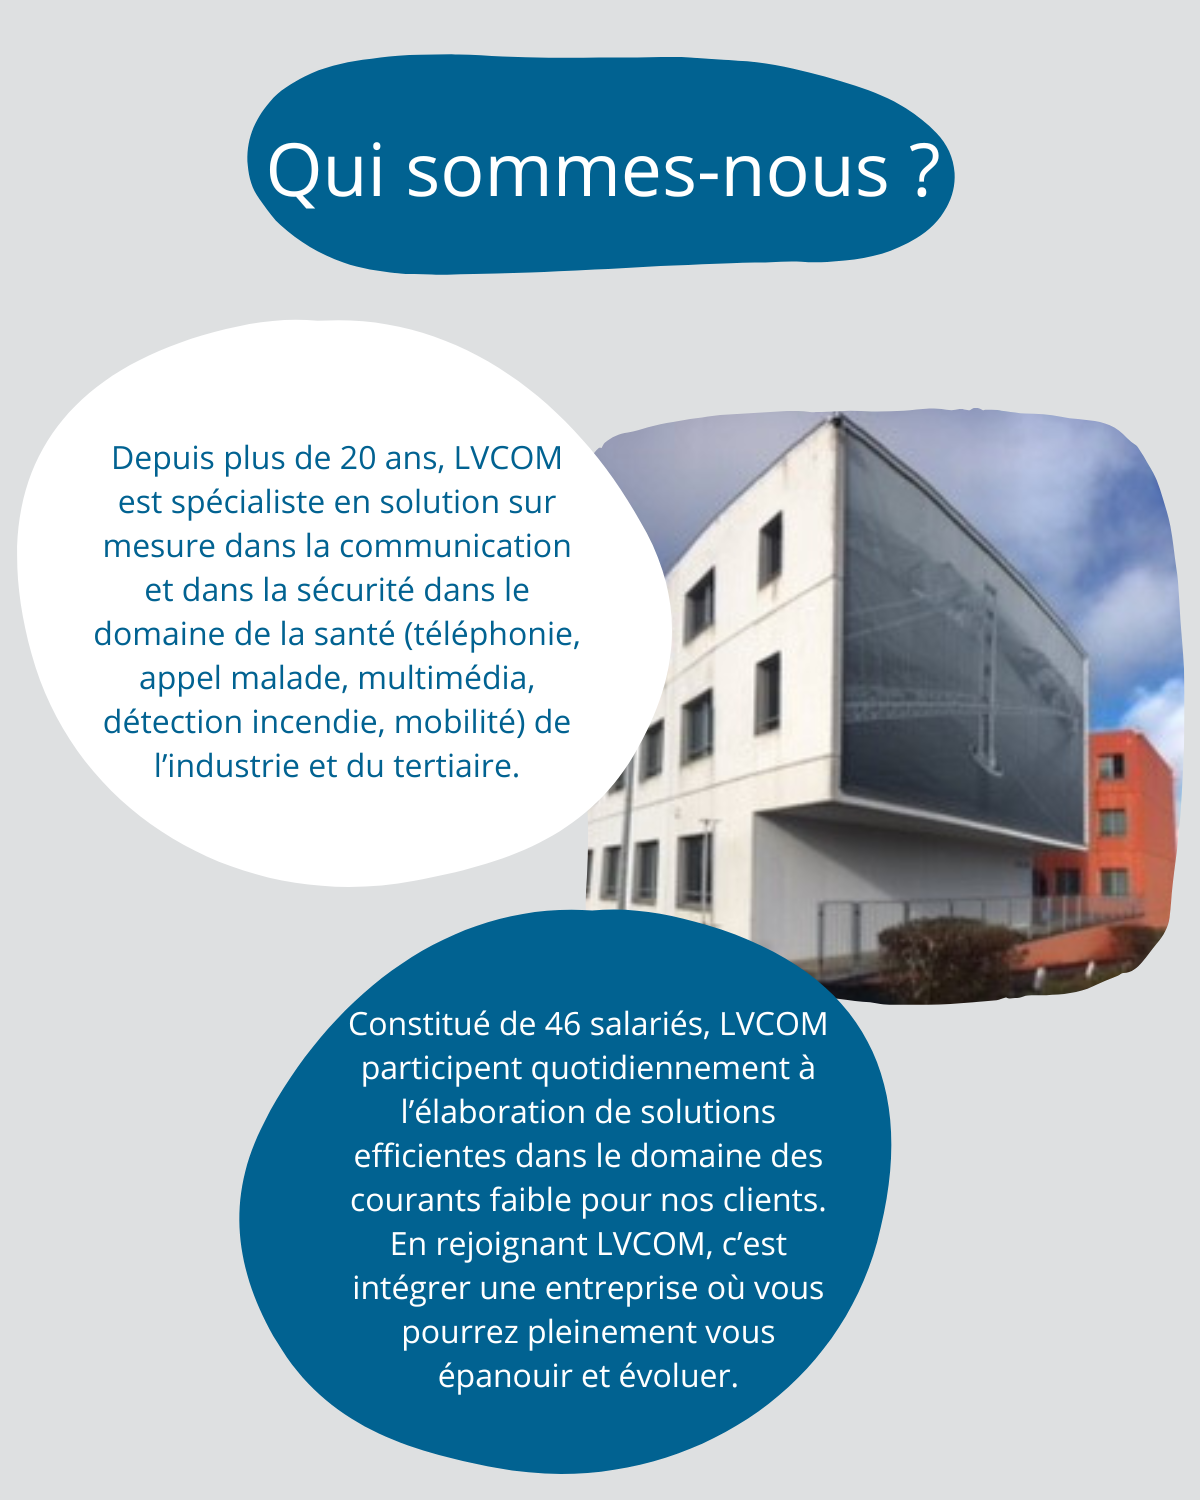 Qui sommes-nous ?
Depuis plus de 20 ans, LVCOM
est spécialiste en solution sur
mesure dans la communication
et dans la sécurité dans le
domaine de la santé (téléphonie,
appel malade, multimédia,
détection incendie, mobilité) de
l’industrie et du tertiaire.
Constitué de 46 salariés, LVCOM
participent quotidiennement à
l’élaboration de solutions
efficientes dans le domaine des
courants faible pour nos clients.
En rejoignant LVCOM, c’est
intégrer une entreprise où vous
pourrez pleinement vous
épanouir et évoluer.